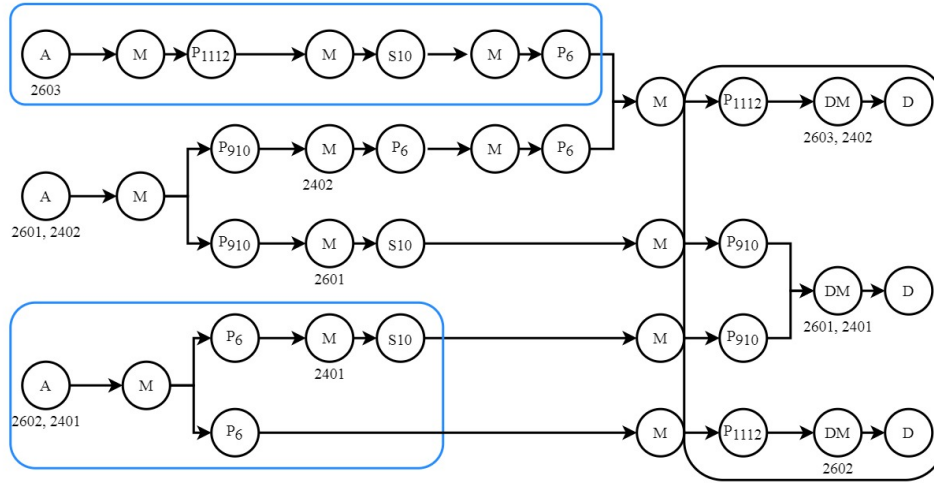 A M P1112 M S10 M P6
2603
M P1112 DM D
2603, 2402
P910 M P6 M P6
2402
A M
2601, 2402
P910 M S10 M P910
2601
DM D
2601, 2401
P6 M S10 M P910
2401
A M
2602, 2401
P6 M P1112 DM D
2602